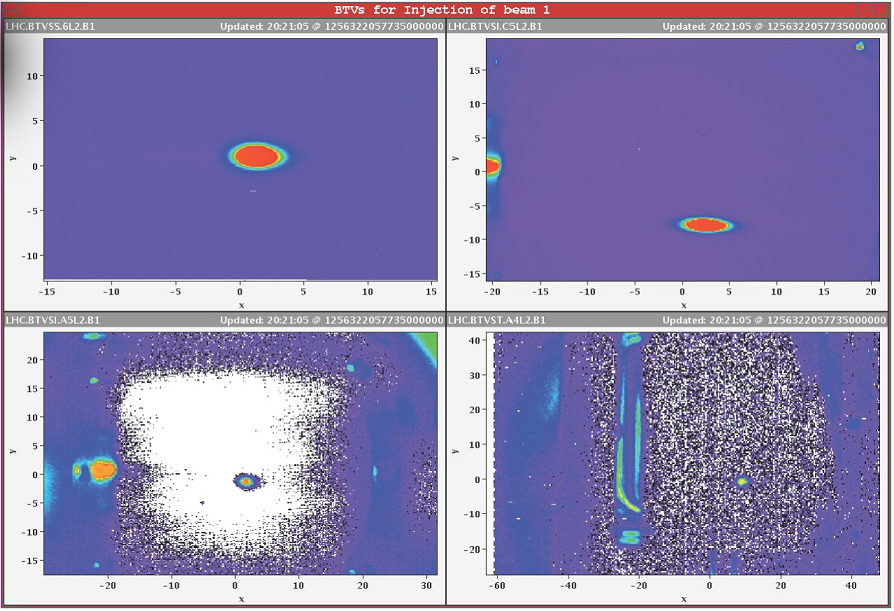 BTVs for Injection of beam 1
LHC.BTVSS.6L2.B1 Updated: 20:21:05 @ 1256322057735000000
10
5
y
0
-5
-10
-15 -10 -5 0 5 10 15
x
LHC.BTVSI.C5L2.B1 Updated: 20:21:05 @ 1256322057735000000
15
10
5
y
0
-5
-10
-15
-20 -10 0 10 20
x
LHC.BTVSI.A5L2.B1 Updated: 20:21:05 @ 1256322057735000000
20
15
10
5
y
0
-5
-10
-15
-20 -10 0 10 20 30
x
LHC.BTVST.A4L2.B1 Updated: 20:21:05 @ 1256322057735000000
40
30
20
10
y
0
-10
-20
-60 -40 -20 0 20 40
x